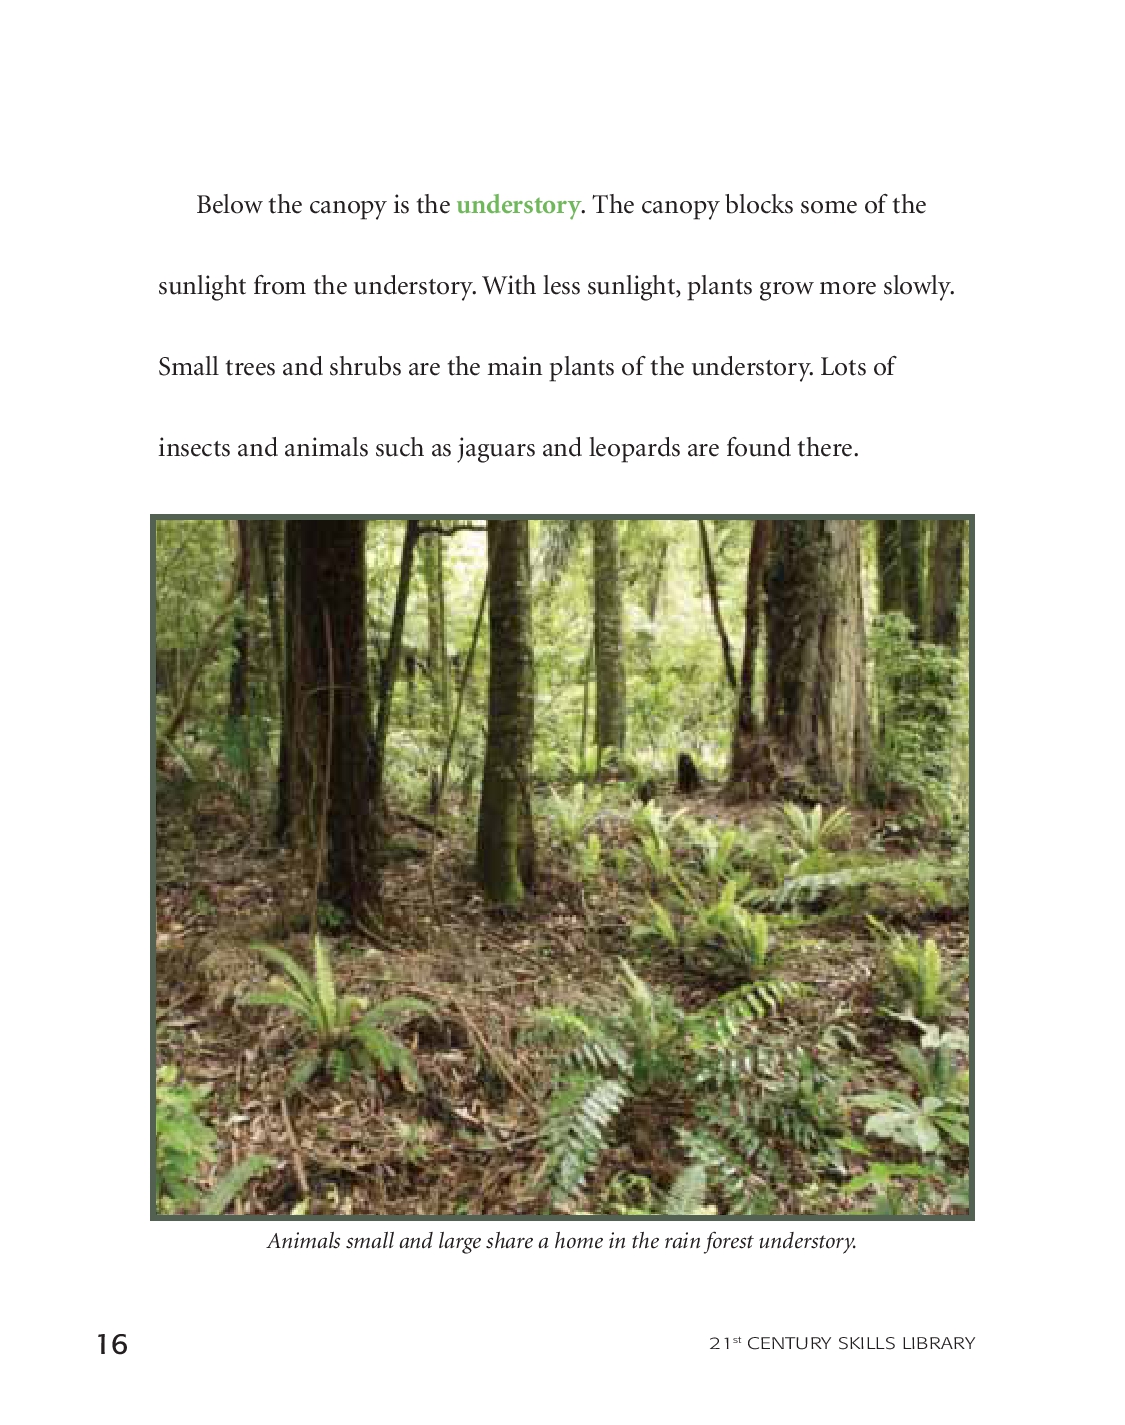 Below the canopy is the understory. The canopy blocks some of the
sunlight from the understory. With less sunlight, plants grow more slowly.
Small trees and shrubs are the main plants of the understory. Lots of
insects and animals such as jaguars and leopards are found there.
Animals small and large share a home in the rain forest understory.
16
21st CENTURY SKILLS LIBRARY